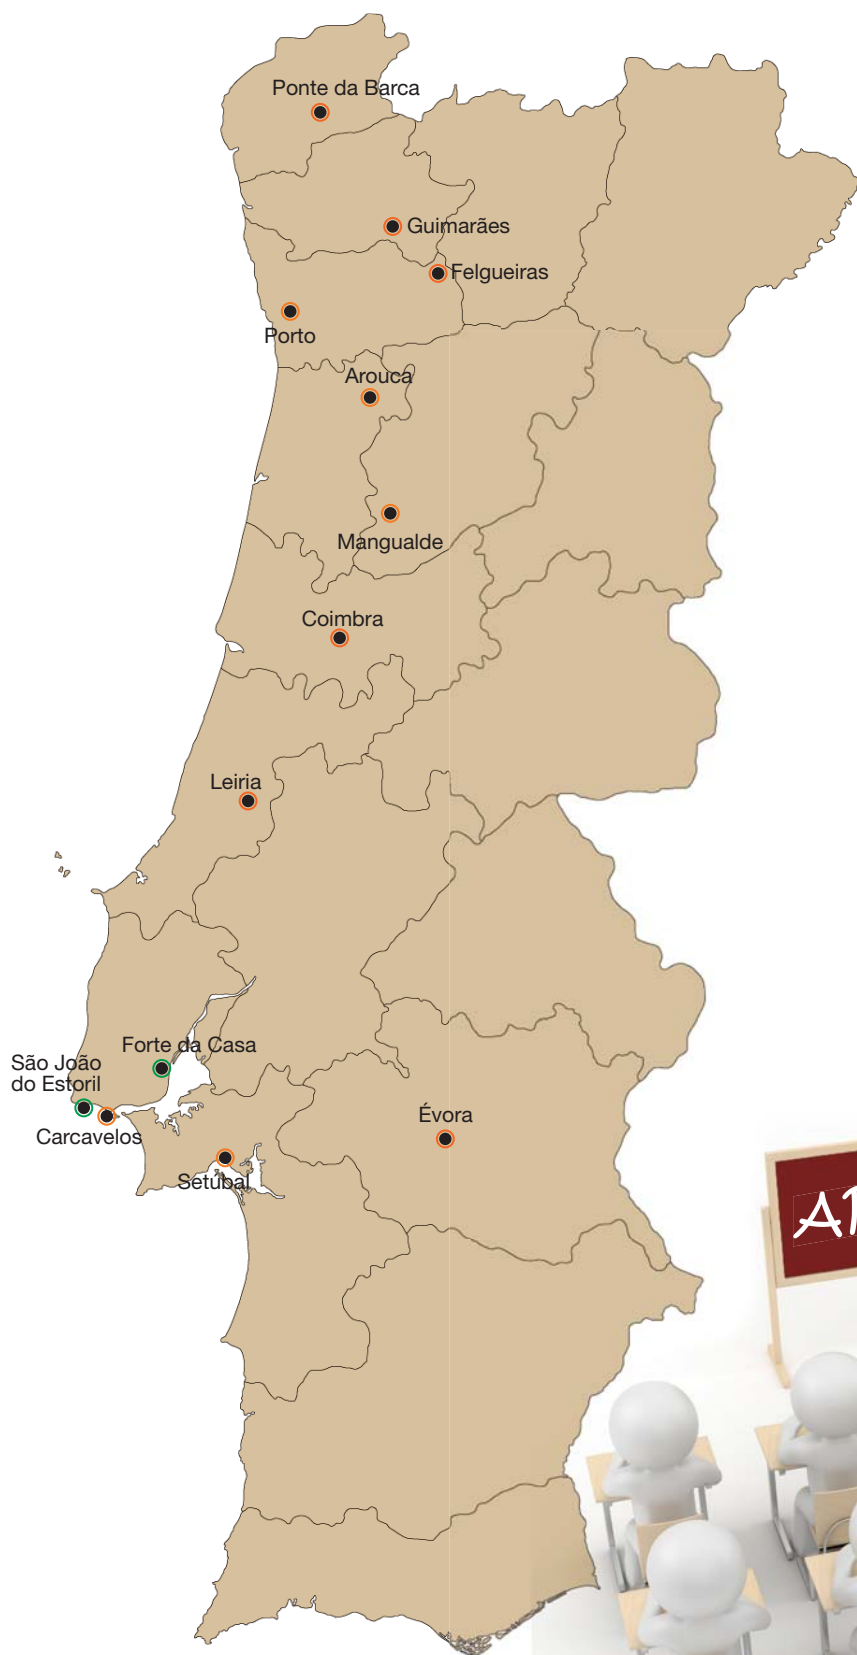 Ponte da Barca
Guimarães
Felgueiras
Porto
Arouca
Mangualde
Coimbra
Leiria
Forte da Casa
São João
do Estoril
Carcavelos
Évora
Setúbal